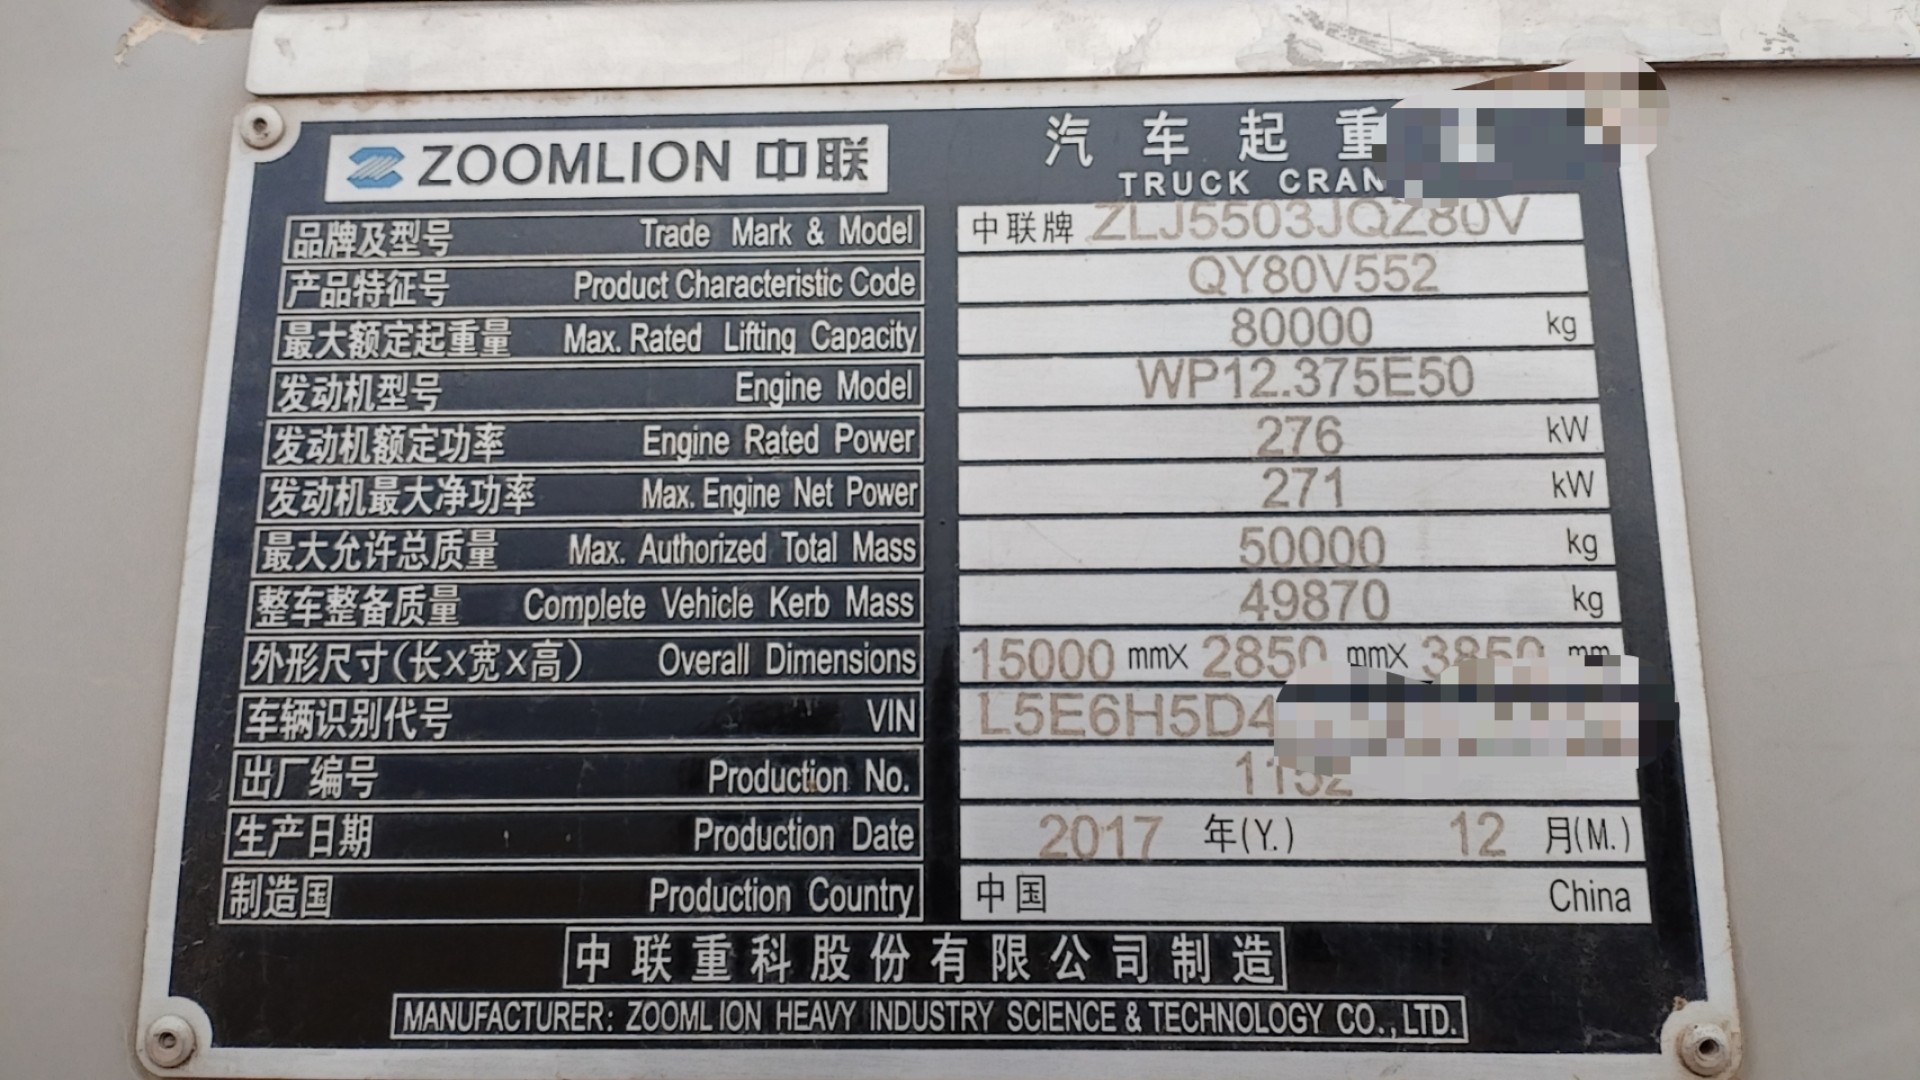 ZOOMLION 中联
汽车起重
TRUCK CRAN
品牌及型号 Trade Mark & Model 中联牌 ZLJ5503JQZ80V
产品特征号 Product Characteristic Code QY80V552
最大额定起重量 Max. Rated Lifting Capacity 80000 kg
发动机型号 Engine Model WP12.375E50
发动机额定功率 Engine Rated Power 276 kW
发动机最大净功率 Max. Engine Net Power 271 kW
最大允许总质量 Max. Authorized Total Mass 50000 kg
整车整备质量 Complete Vehicle Kerb Mass 49870 kg
外形尺寸(长X宽X高) Overall Dimensions 15000 mmX 2850 mmX 3850 mm
车辆识别代号 VIN L5E6H5D4
出厂编号 Production No. 1152
生产日期 Production Date 2017 年(Y.) 12 月(M.)
制造国 Production Country 中国 China
中联重科股份有限公司制造
MANUFACTURER: ZOOMLION HEAVY INDUSTRY SCIENCE & TECHNOLOGY CO., LTD.